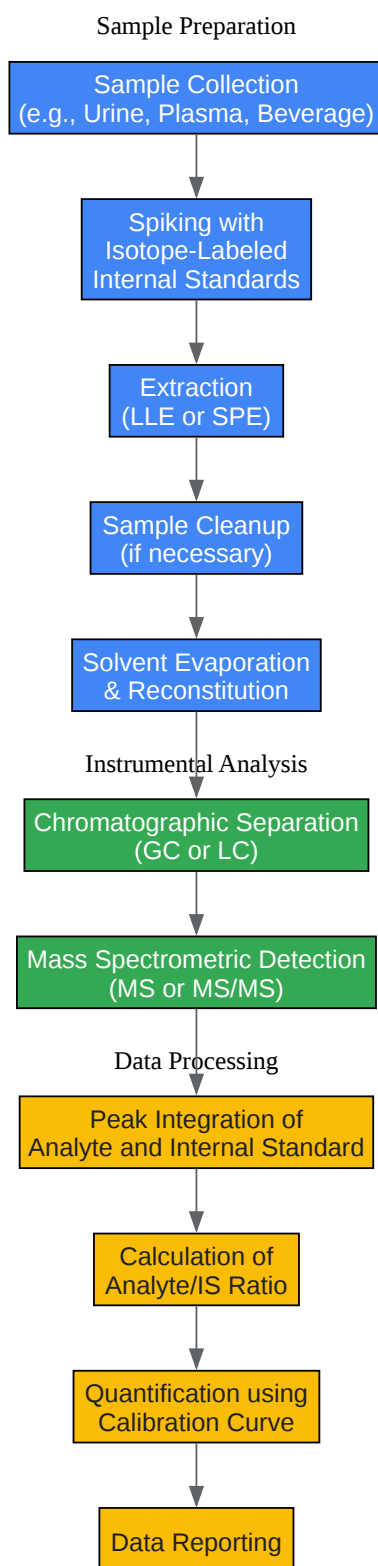 Sample Preparation
Sample Collection
(e.g., Urine, Plasma, Beverage)
Spiking with
Isotope-Labeled
Internal Standards
Extraction
(LLE or SPE)
Sample Cleanup
(if necessary)
Solvent Evaporation
& Reconstitution
Instrumental Analysis
Chromatographic Separation
(GC or LC)
Mass Spectrometric Detection
(MS or MS/MS)
Data Processing
Peak Integration of
Analyte and Internal Standard
Calculation of
Analyte/IS Ratio
Quantification using
Calibration Curve
Data Reporting